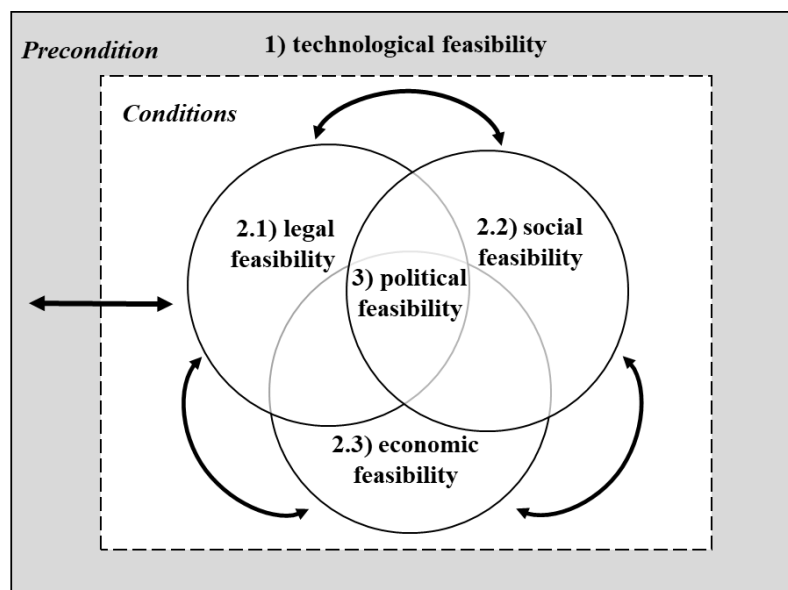 1) technological feasibility
Precondition
Conditions
2.1) legal
feasibility
2.2) social
feasibility
3) political
feasibility
2.3) economic
feasibility